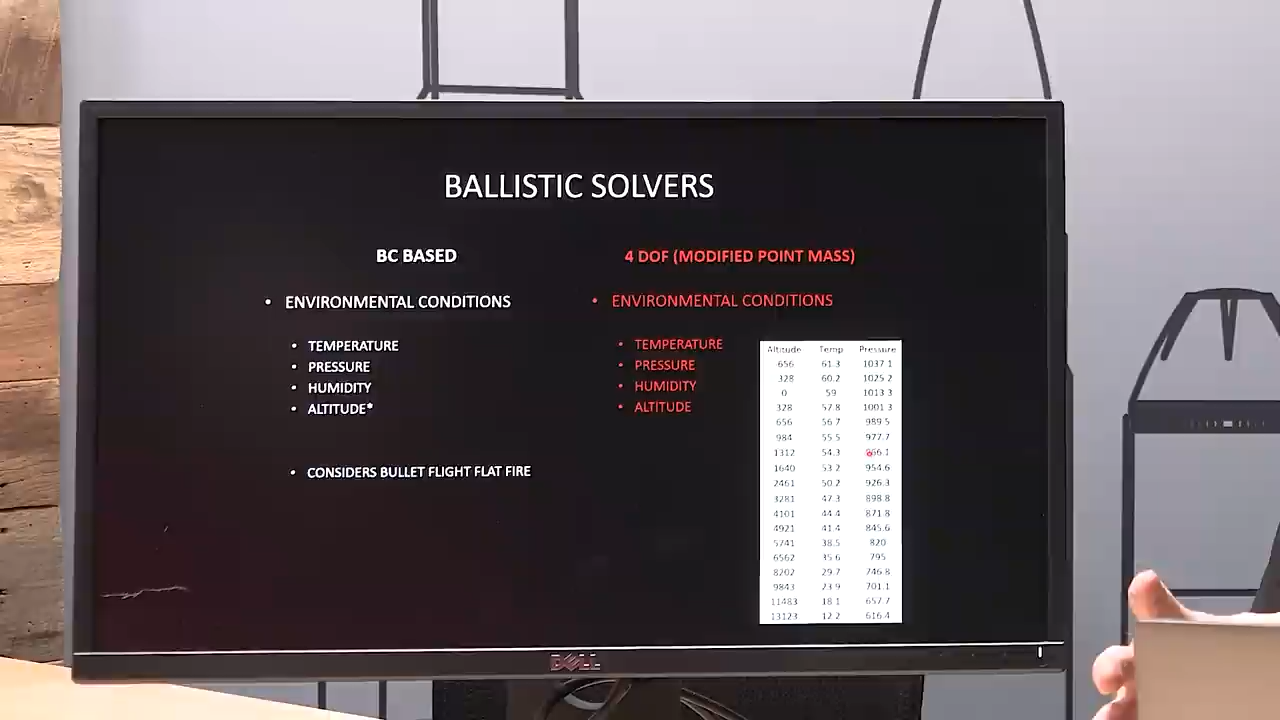 BALLISTIC SOLVERS
BC BASED
• ENVIRONMENTAL CONDITIONS
• TEMPERATURE
• PRESSURE
• HUMIDITY
• ALTITUDE*
• CONSIDERS BULLET FLIGHT FLAT FIRE
4 DOF (MODIFIED POINT MASS)
• ENVIRONMENTAL CONDITIONS
• TEMPERATURE
• PRESSURE
• HUMIDITY
• ALTITUDE
Altitude Temp Pressure
656 61.3 1037.1
328 60.2 1025.2
0 59 1013.3
328 57.8 1001.3
656 56.7 989.5
984 55.5 977.7
1312 54.3 966.1
1640 53.2 954.6
2461 50.2 926.3
3281 47.3 898.8
4101 44.4 871.8
4921 41.4 845.6
5741 38.5 820
6562 35.6 795
8202 29.7 746.8
9843 23.9 701.1
11483 18.1 657.7
13123 12.2 616.4
DELL